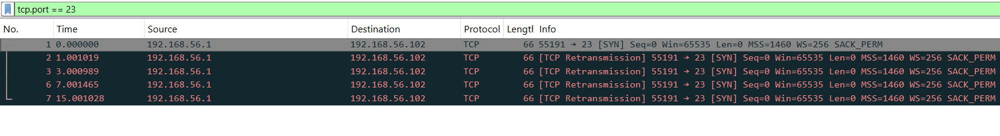 tcp.port == 23
No. Time Source Destination Protocol Length Info
1 0.000000 192.168.56.1 192.168.56.102 TCP 66 55191 → 23 [SYN] Seq=0 Win=65535 Len=0 MSS=1460 WS=256 SACK_PERM
2 1.001019 192.168.56.1 192.168.56.102 TCP 66 [TCP Retransmission] 55191 → 23 [SYN] Seq=0 Win=65535 Len=0 MSS=1460 WS=256 SACK_PERM
3 3.000989 192.168.56.1 192.168.56.102 TCP 66 [TCP Retransmission] 55191 → 23 [SYN] Seq=0 Win=65535 Len=0 MSS=1460 WS=256 SACK_PERM
6 7.001465 192.168.56.1 192.168.56.102 TCP 66 [TCP Retransmission] 55191 → 23 [SYN] Seq=0 Win=65535 Len=0 MSS=1460 WS=256 SACK_PERM
7 15.001028 192.168.56.1 192.168.56.102 TCP 66 [TCP Retransmission] 55191 → 23 [SYN] Seq=0 Win=65535 Len=0 MSS=1460 WS=256 SACK_PERM